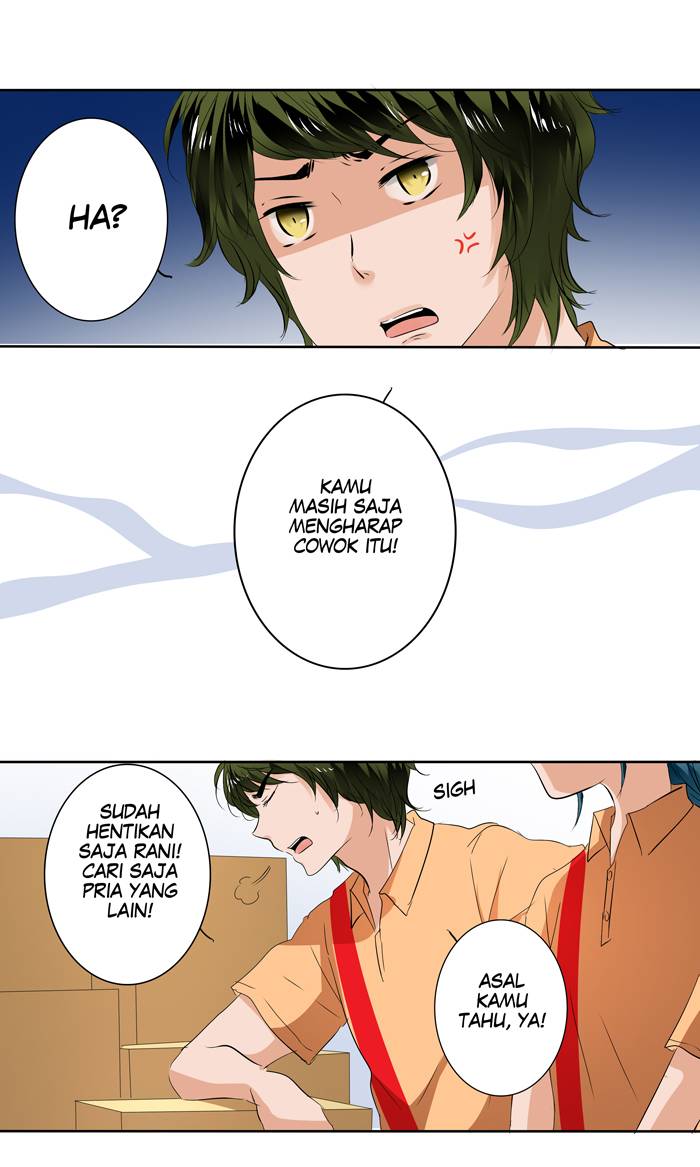 HA?
KAMU
MASIH SAJA
MENGHARAP
COWOK ITU!
SIGH
SUDAH
HENTIKAN
SAJA RANI!
CARI SAJA
PRIA YANG
LAIN!
ASAL
KAMU
TAHU, YA!